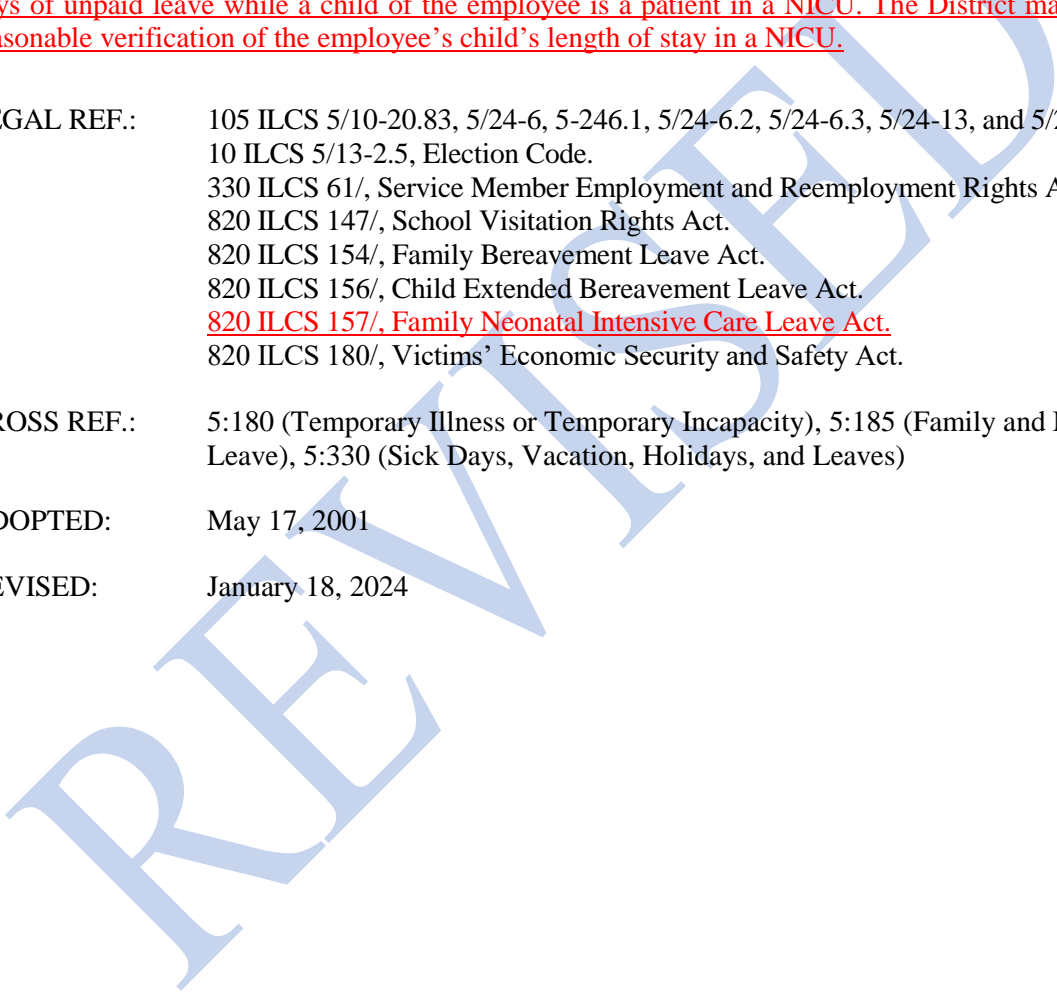 ys of unpaid leave while a child of the employee is a patient in a NICU. The District ma
asonable verification of the employee's child's length of stay in a NICU.
EGAL REF.: 105 ILCS 5/10-20.83, 5/24-6, 5-246.1, 5/24-6.2, 5/24-6.3, 5/24-13, and 5/2
10 ILCS 5/13-2.5, Election Code.
330 ILCS 61/, Service Member Employment and Reemployment Rights A
820 ILCS 147/, School Visitation Rights Act.
820 ILCS 154/, Family Bereavement Leave Act.
820 ILCS 156/, Child Extended Bereavement Leave Act.
820 ILCS 157/, Family Neonatal Intensive Care Leave Act.
820 ILCS 180/, Victims' Economic Security and Safety Act.
ROSS REF.: 5:180 (Temporary Illness or Temporary Incapacity), 5:185 (Family and M
Leave), 5:330 (Sick Days, Vacation, Holidays, and Leaves)
DOPTED: May 17, 2001
EVISED: January 18, 2024
REVISED